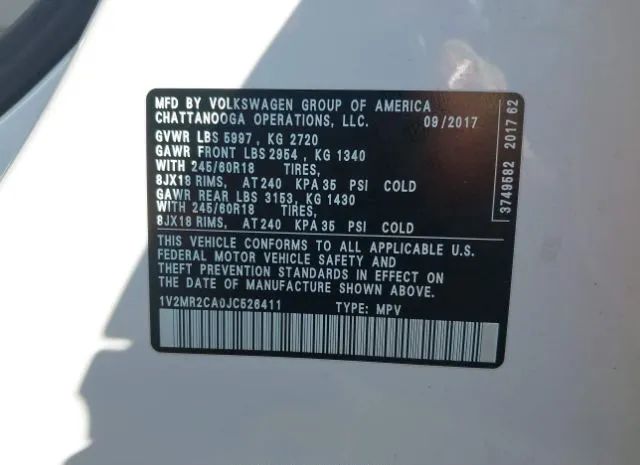 MFD BY VOLKSWAGEN GROUP OF AMERICA
CHATTANOOGA OPERATIONS, LLC. 09/2017
GVWR LBS 5997 , KG 2720
GAWR FRONT LBS 2954 , KG 1340
WITH 245/60R18 TIRES,
8JX18 RIMS, AT 240 KPA 35 PSI COLD
GAWR REAR LBS 3153, KG 1430
WITH 245/60R18 TIRES,
8JX18 RIMS, AT 240 KPA 35 PSI COLD
THIS VEHICLE CONFORMS TO ALL APPLICABLE U.S.
FEDERAL MOTOR VEHICLE SAFETY AND
THEFT PREVENTION STANDARDS IN EFFECT ON
THE DATE OF MANUFACTURE SHOWN ABOVE.
1V2MR2CA0JC526411 TYPE: MPV
3749582 2017 62